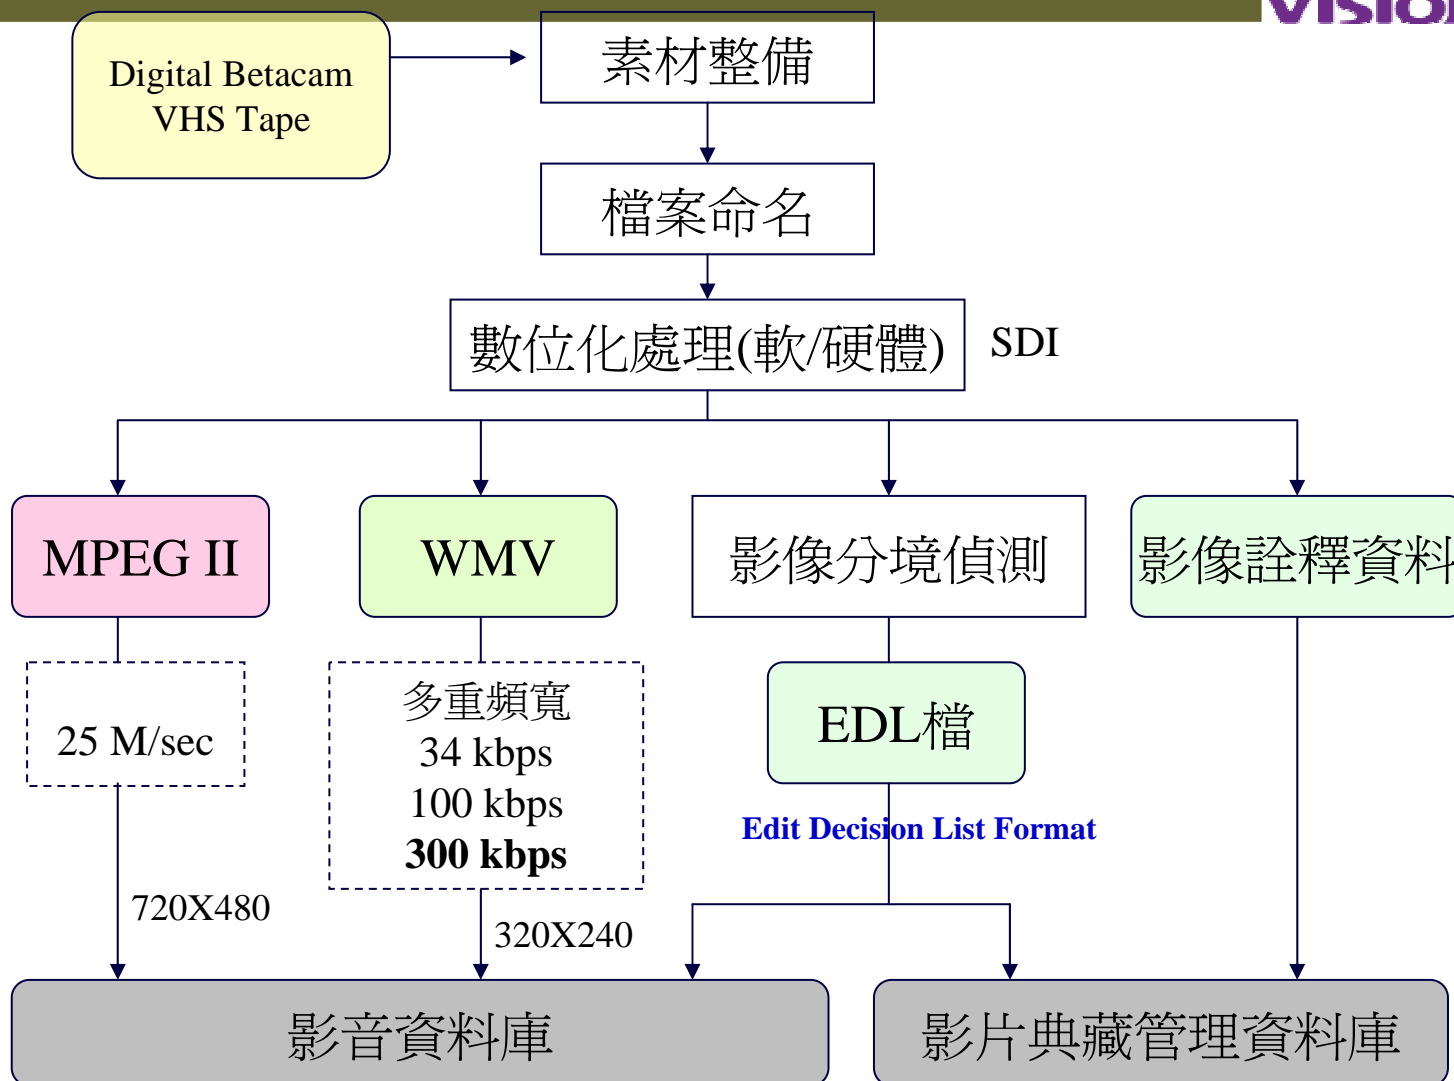 Digital Betacam
VHS Tape
素材整備
檔案命名
數位化處理(軟/硬體)
SDI
MPEG II
WMV
影像分境偵測
影像詮釋資料
25 M/sec
多重頻寬
34 kbps
100 kbps
300 kbps
EDL檔
Edit Decision List Format
720X480
320X240
影音資料庫
影片典藏管理資料庫